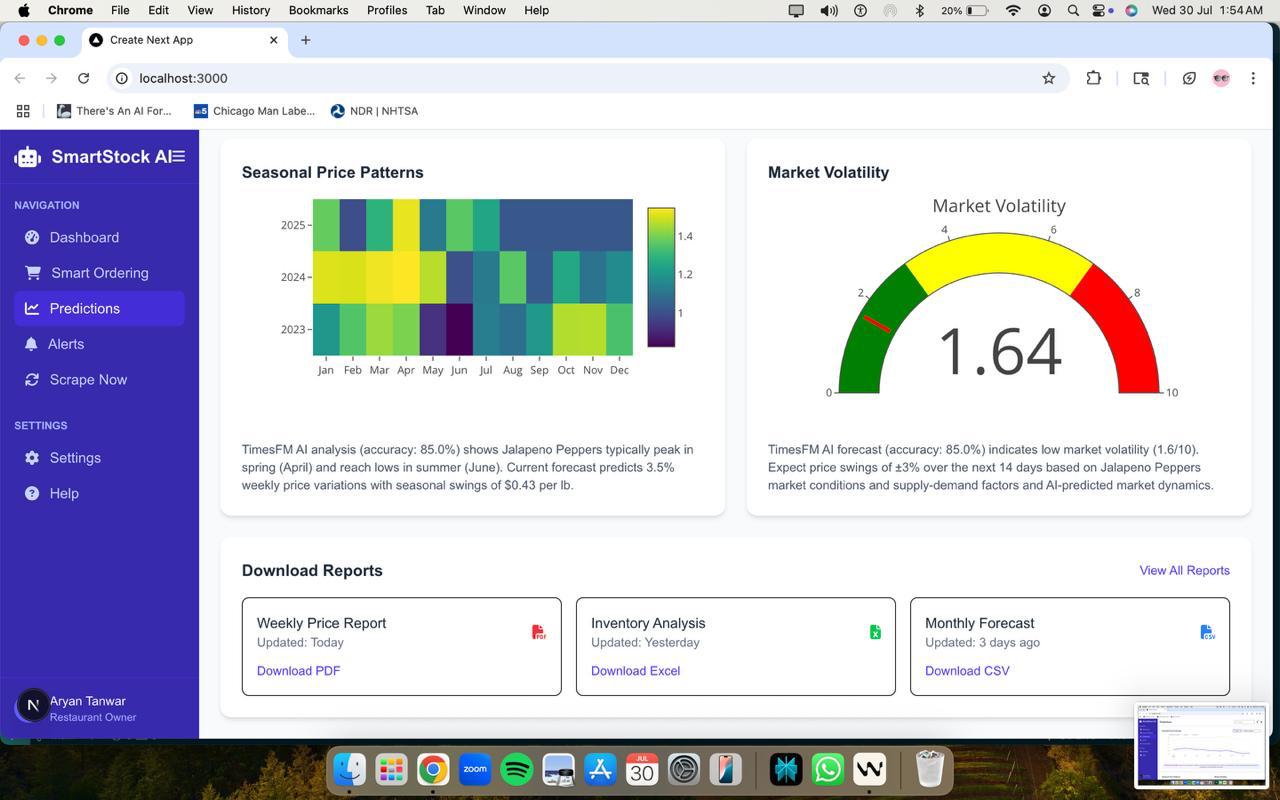 Chrome File Edit View History Bookmarks Profiles Tab Window Help 20% Wed 30 Jul 1:54 AM
Create Next App
localhost:3000
There's An AI For... Chicago Man Labe... NDR | NHTSA
SmartStock AI
NAVIGATION
Dashboard
Smart Ordering
Predictions
Alerts
Scrape Now
SETTINGS
Settings
Help
N
Aryan Tanwar
Restaurant Owner
Seasonal Price Patterns
2025
2024
2023
Jan Feb Mar Apr May Jun Jul Aug Sep Oct Nov Dec
1.4
1.2
1
TimesFM AI analysis (accuracy: 85.0%) shows Jalapeno Peppers typically peak in
spring (April) and reach lows in summer (June). Current forecast predicts 3.5%
weekly price variations with seasonal swings of $0.43 per lb.
Market Volatility
Market Volatility
0
2
4
6
8
10
1.64
TimesFM AI forecast (accuracy: 85.0%) indicates low market volatility (1.6/10).
Expect price swings of ±3% over the next 14 days based on Jalapeno Peppers
market conditions and supply-demand factors and AI-predicted market dynamics.
Download Reports
View All Reports
Weekly Price Report
Updated: Today
PDF
Download PDF
Inventory Analysis
Updated: Yesterday
X
Download Excel
Monthly Forecast
Updated: 3 days ago
CSV
Download CSV
zoom
JUL
30